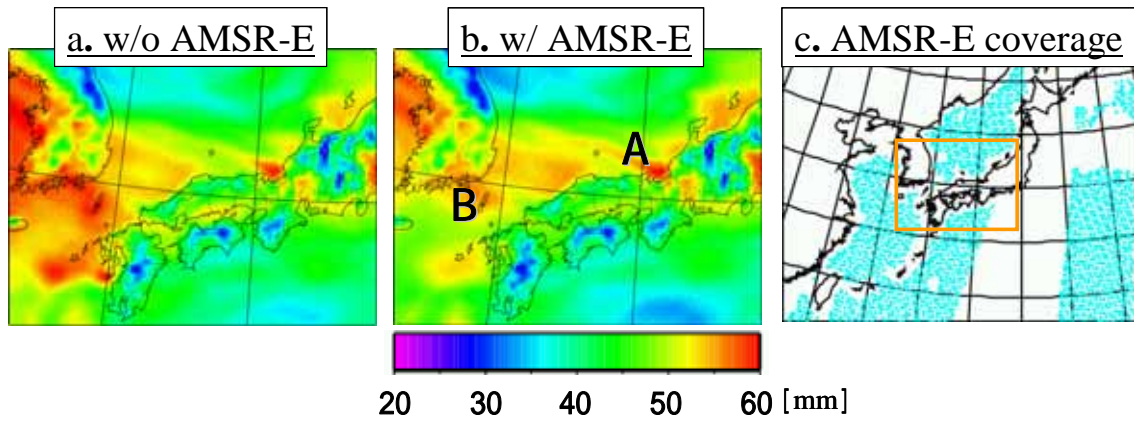 a. w/o AMSR-E
b. w/ AMSR-E
c. AMSR-E coverage
A
B
20 30 40 50 60 [mm]